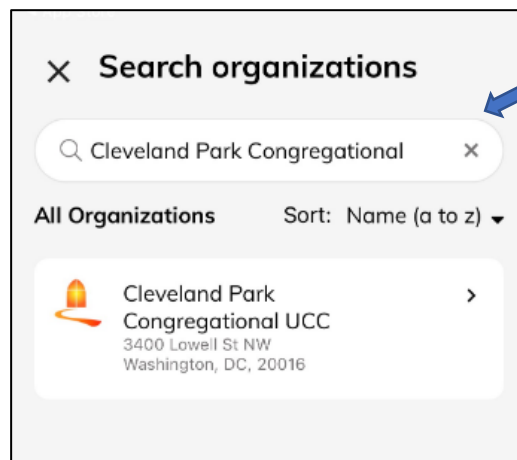 Search organizations
Cleveland Park Congregational
All Organizations Sort: Name (a to z)
Cleveland Park
Congregational UCC
3400 Lowell St NW
Washington, DC, 20016